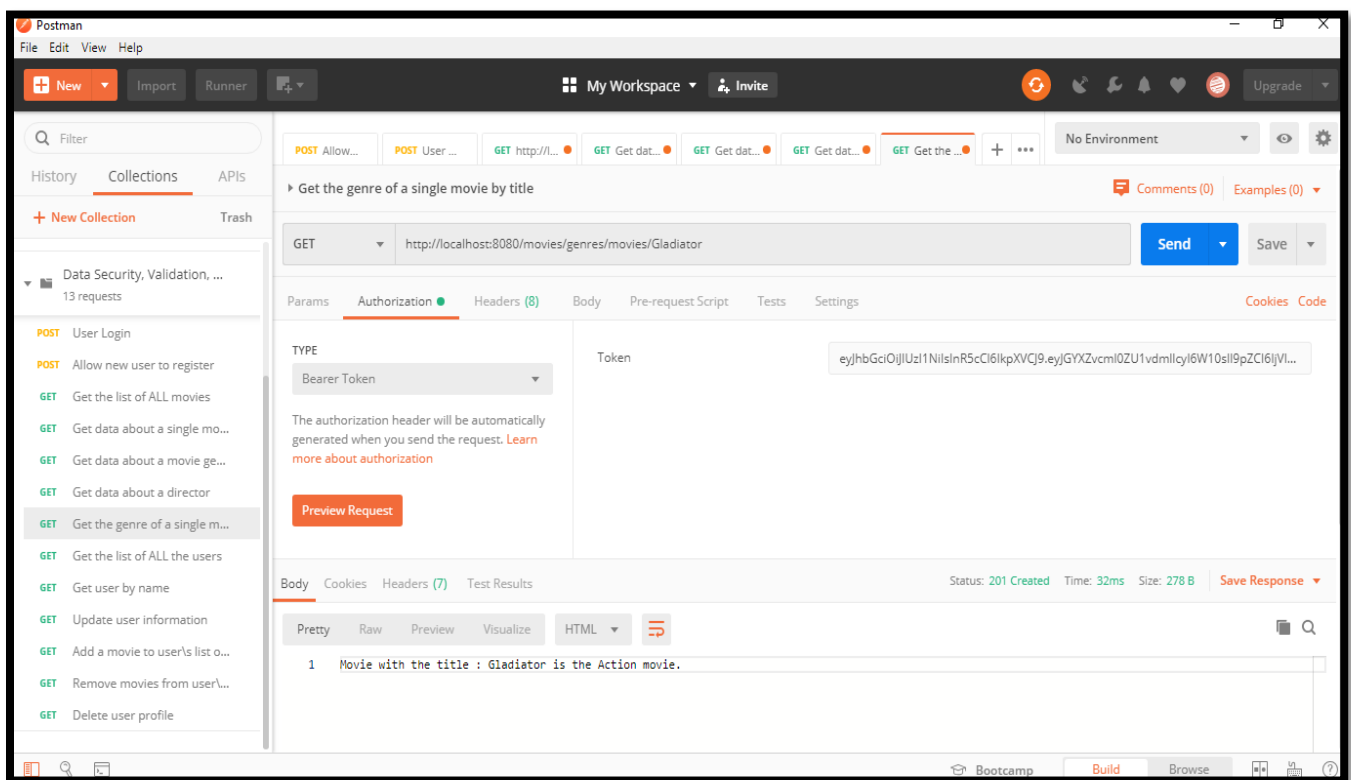 Postman
File Edit View Help
New Import Runner My Workspace Invite Upgrade
Filter
History Collections APIs
+ New Collection Trash
Data Security, Validation, ...
13 requests
POST User Login
POST Allow new user to register
GET Get the list of ALL movies
GET Get data about a single mo...
GET Get data about a movie ge...
GET Get data about a director
GET Get the genre of a single m...
GET Get the list of ALL the users
GET Get user by name
GET Update user information
GET Add a movie to user\s list o...
GET Remove movies from user\...
GET Delete user profile
POST Allow... POST User ... GET http://l... GET Get dat... GET Get dat... GET Get dat... GET Get the ... + ••• No Environment
Get the genre of a single movie by title Comments (0) Examples (0)
GET http://localhost:8080/movies/genres/movies/Gladiator Send Save
Params Authorization Headers (8) Body Pre-request Script Tests Settings Cookies Code
TYPE
Bearer Token
The authorization header will be automatically
generated when you send the request. Learn
more about authorization
Preview Request
Token
Body Cookies Headers (7) Test Results Status: 201 Created Time: 32ms Size: 278 B Save Response
Pretty Raw Preview Visualize HTML
1 Movie with the title : Gladiator is the Action movie.
Bootcamp Build Browse